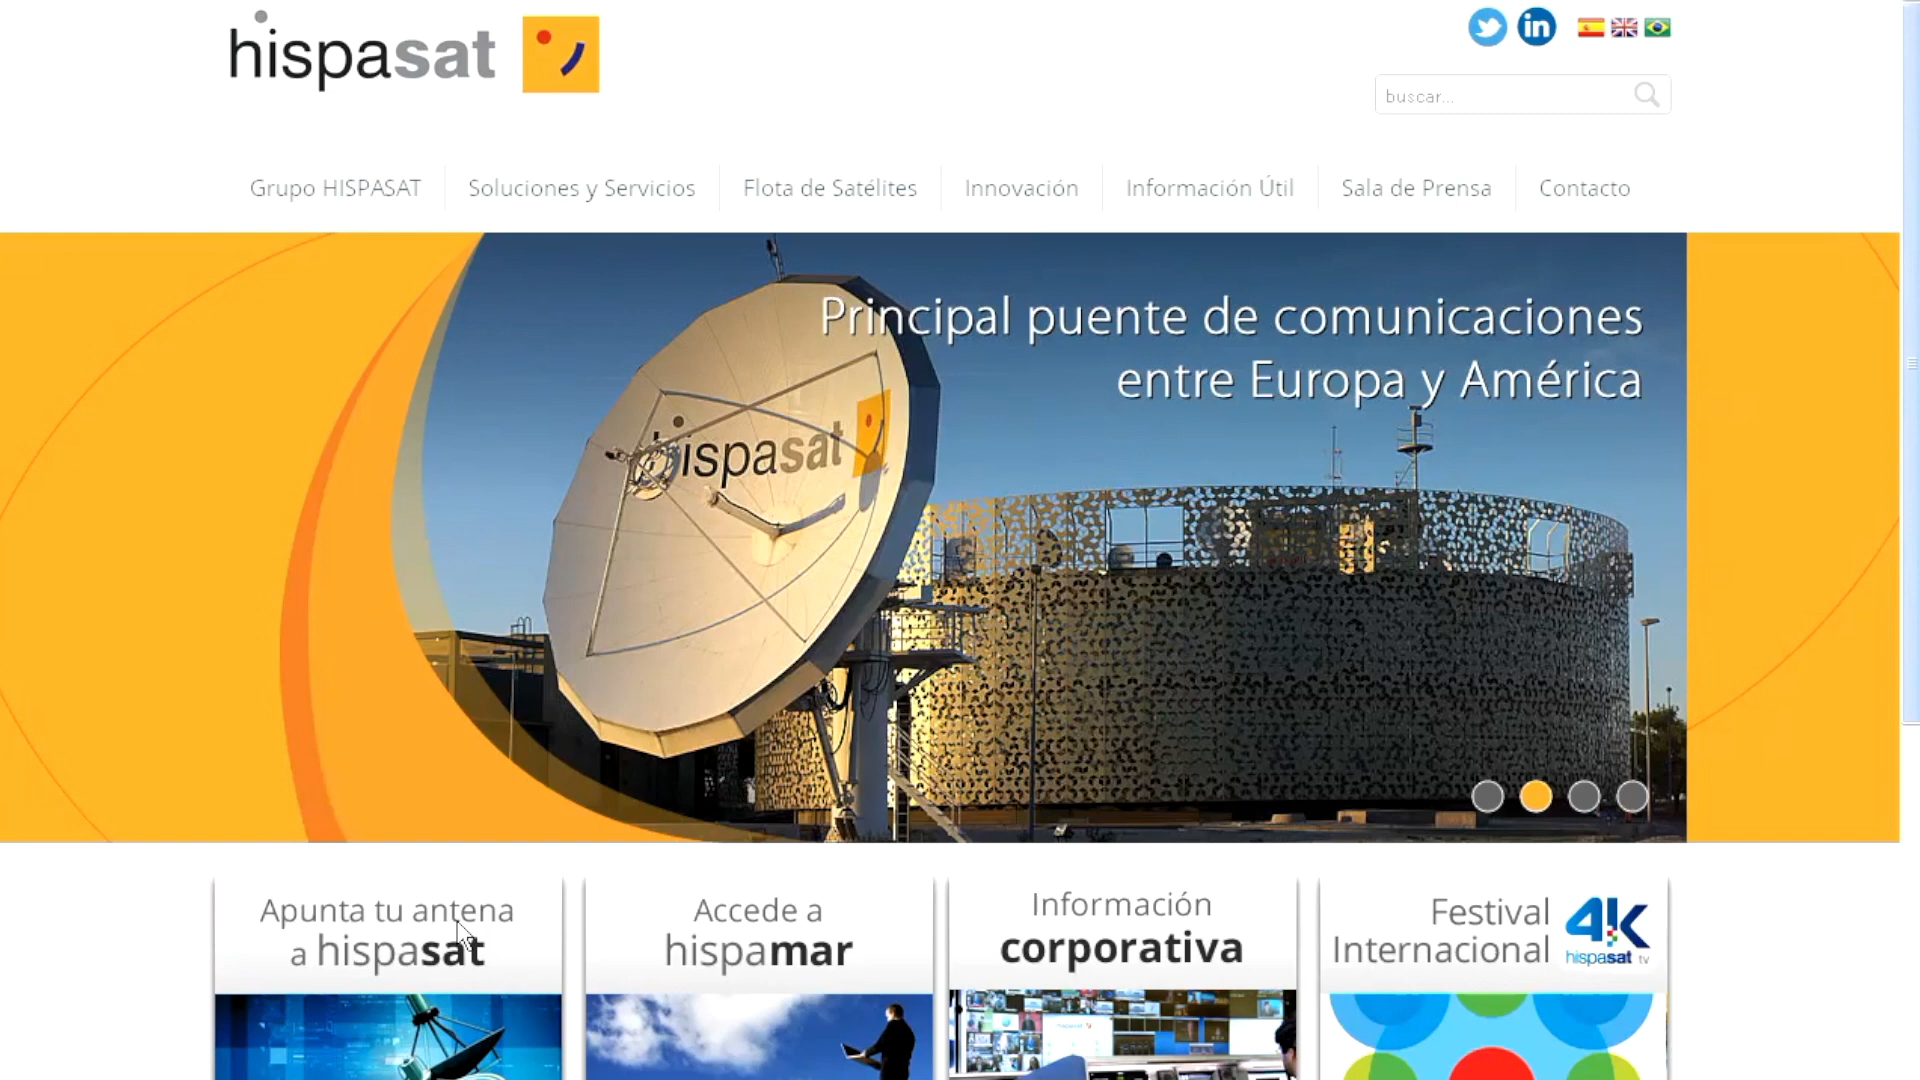 hispasat
buscar...
Grupo HISPASAT
Soluciones y Servicios
Flota de Satélites
Innovación
Información Útil
Sala de Prensa
Contacto
Principal puente de comunicaciones
entre Europa y América
hispasat
Apunta tu antena
a hispasat
Accede a
hispamar
Información
corporativa
Festival
Internacional
4K
hispasat tv